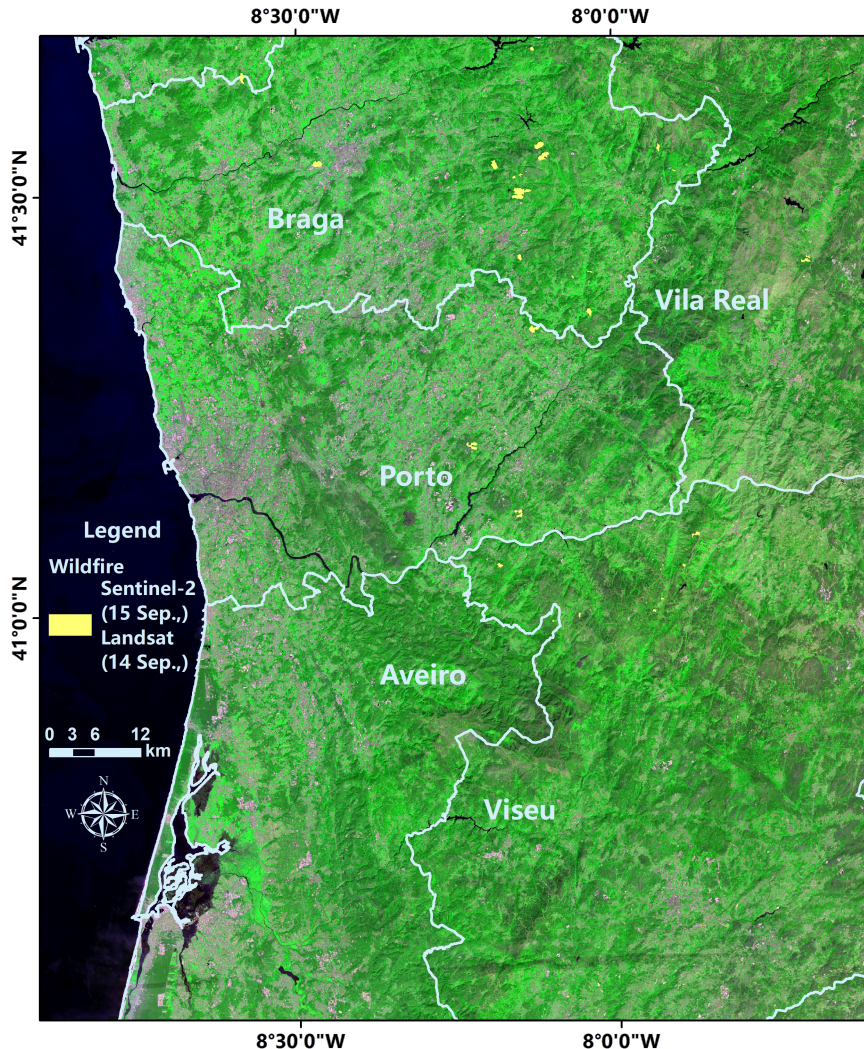 8°30'0"W 8°0'0"W
41°30'0"N
Braga
Vila Real
Porto
Legend
Wildfire
Sentinel-2
(15 Sep.,)
Landsat
(14 Sep.,)
41°0'0"N
Aveiro
0 3 6 12
km
N
W E
S
Viseu
8°30'0"W 8°0'0"W